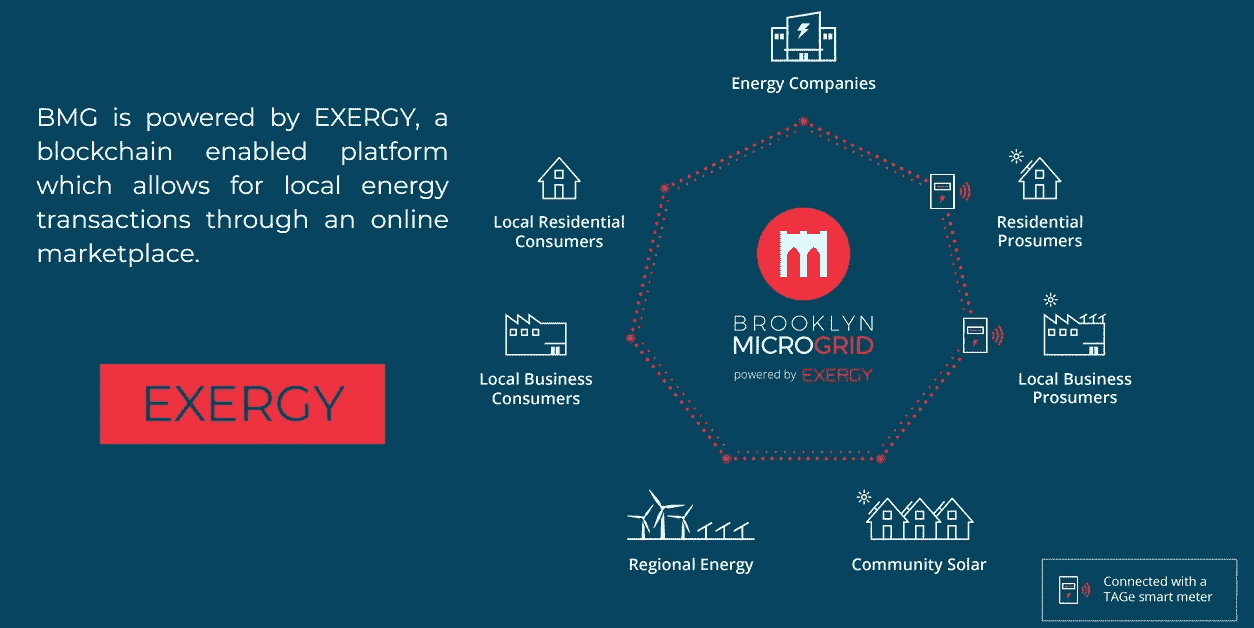 BMG is powered by EXERGY, a
blockchain enabled platform
which allows for local energy
transactions through an online
marketplace.
EXERGY
Energy Companies
Local Residential
Consumers
Residential
Prosumers
BROOKLYN
MICROGRID
powered by EXERGY
Local Business
Consumers
Local Business
Prosumers
Regional Energy
Community Solar
Connected with a
TAGe smart meter